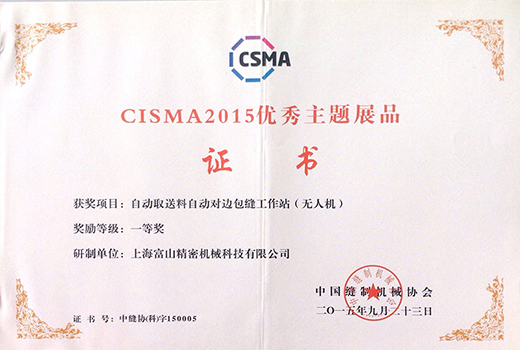 CSMA
CISMA2015优秀主题展品
证 书
获奖项目：自动取送料自动对边包缝工作站（无人机）
奖励等级：一等奖
研制单位：上海富山精密机械科技有限公司
中国缝制机械协会
二〇一五年九月二十三日
证 书 号：中缝协(科)字150005